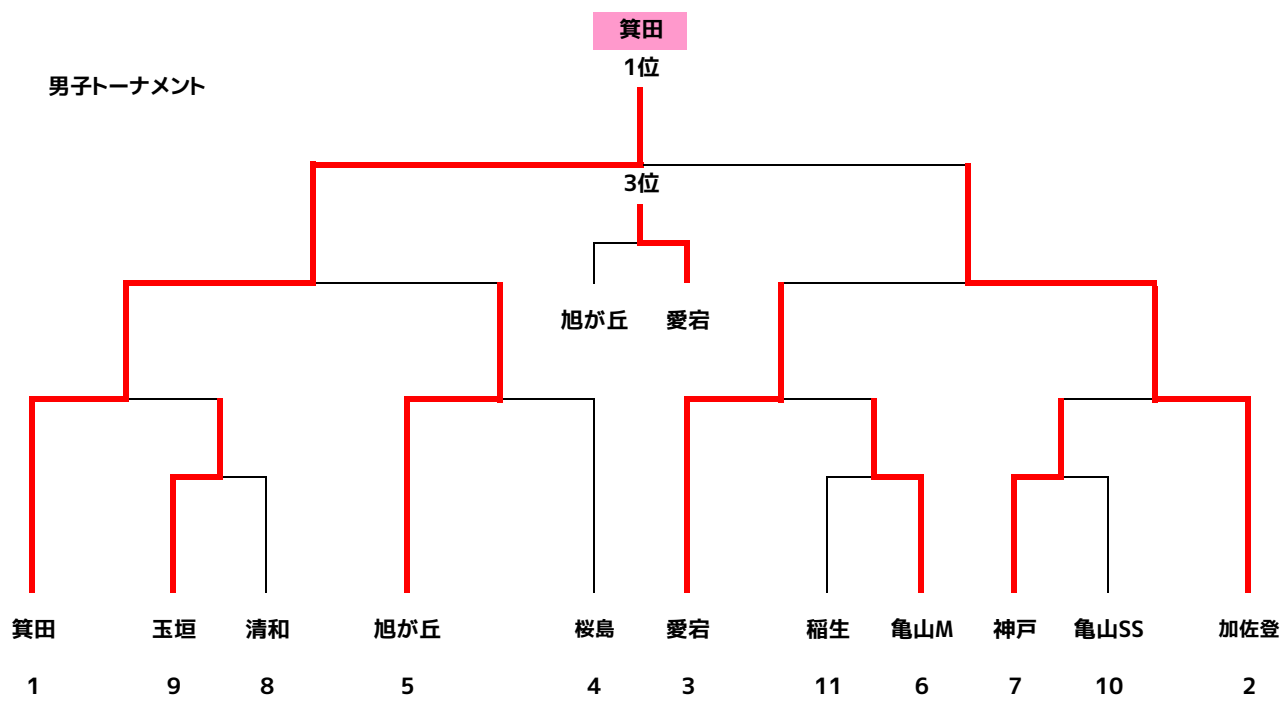 箕田
1位
男子トーナメント
3位
旭が丘 愛宕
箕田 玉垣 清和 旭が丘 桜島 愛宕 稲生 亀山M 神戸 亀山SS 加佐登
1 9 8 5 4 3 11 6 7 10 2